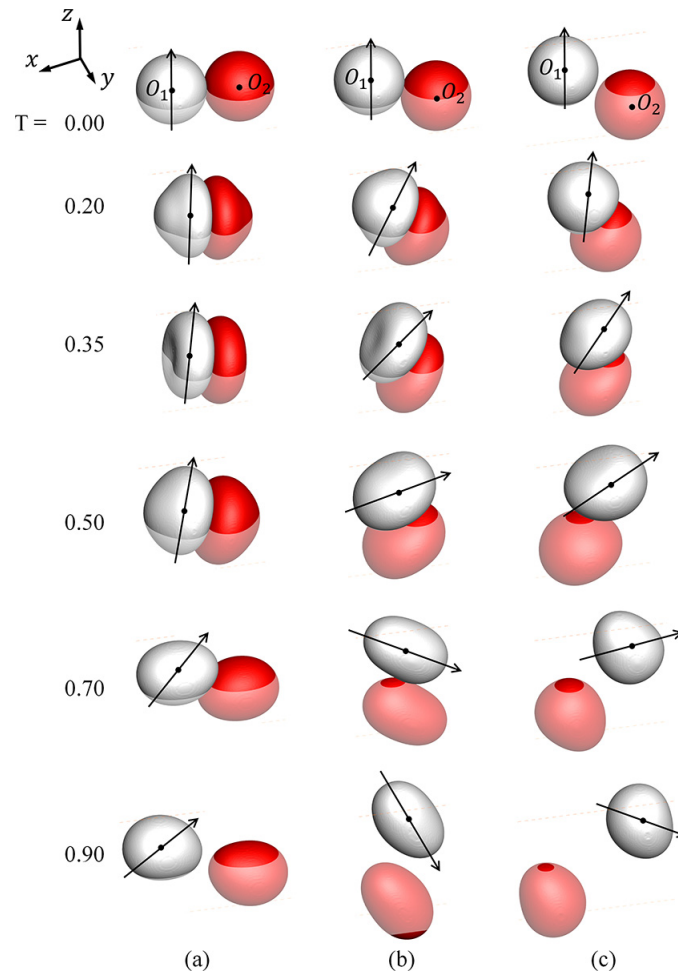 z
x
y
O1 O2 O1 O2 O1 O2
T = 0.00
0.20
0.35
0.50
0.70
0.90
(a) (b) (c)